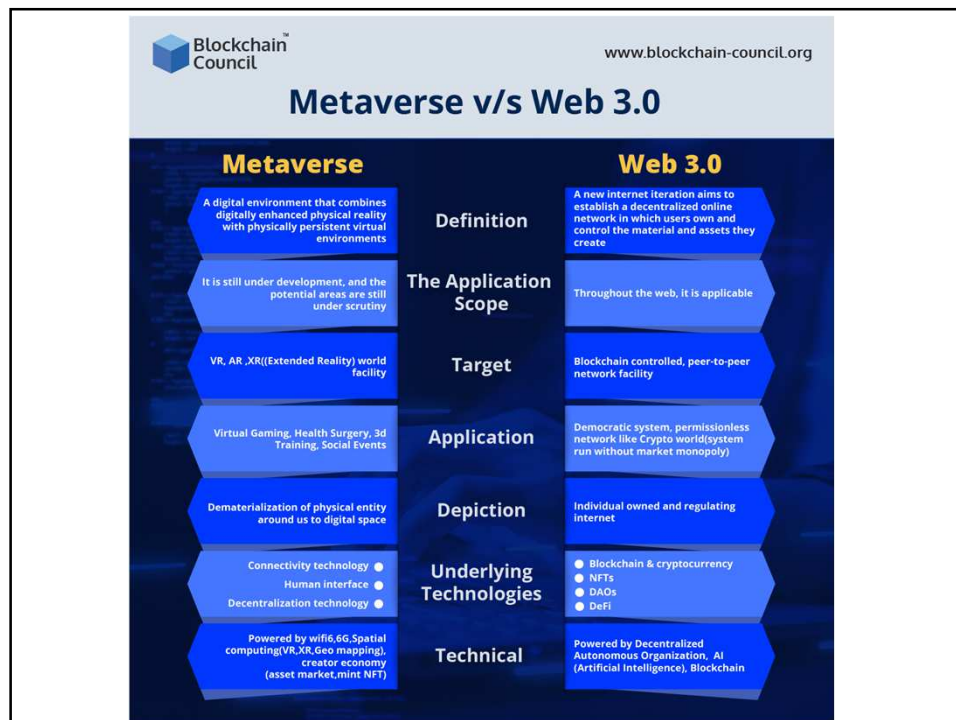 Blockchain™
Council
www.blockchain-council.org
Metaverse v/s Web 3.0
Metaverse
Web 3.0
A digital environment that combines
digitally enhanced physical reality
with physically persistent virtual
environments
Definition
A new internet iteration aims to
establish a decentralized online
network in which users own and
control the material and assets they
create
It is still under development, and the
potential areas are still
under scrutiny
The Application
Scope
Throughout the web, it is applicable
VR, AR ,XR((Extended Reality) world
facility
Target
Blockchain controlled, peer-to-peer
network facility
Virtual Gaming, Health Surgery, 3d
Training, Social Events
Application
Democratic system, permissionless
network like Crypto world(system
run without market monopoly)
Dematerialization of physical entity
around us to digital space
Depiction
Individual owned and regulating
internet
Connectivity technology
Human interface
Decentralization technology
Underlying
Technologies
Blockchain & cryptocurrency
NFTs
DAOs
DeFi
Powered by wifi6,6G,Spatial
computing(VR,XR,Geo mapping),
creator economy
(asset market,mint NFT)
Technical
Powered by Decentralized
Autonomous Organization, AI
(Artificial Intelligence), Blockchain